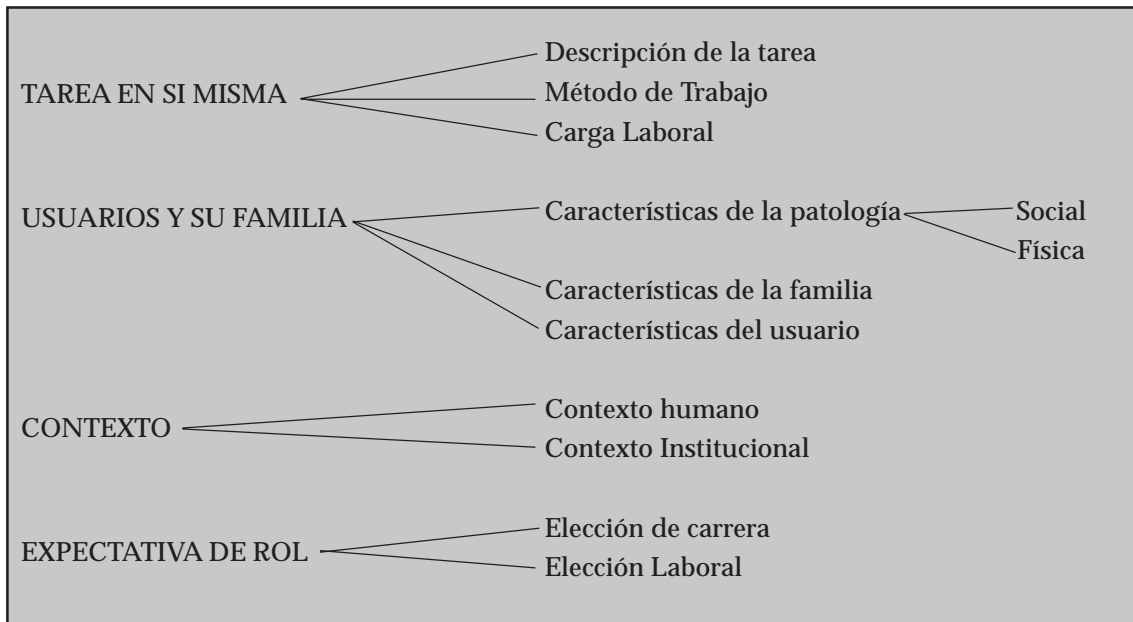 TAREA EN SI MISMA
Descripción de la tarea
Método de Trabajo
Carga Laboral
USUARIOS Y SU FAMILIA
Características de la patología
Social
Física
Características de la familia
Características del usuario
CONTEXTO
Contexto humano
Contexto Institucional
EXPECTATIVA DE ROL
Elección de carrera
Elección Laboral